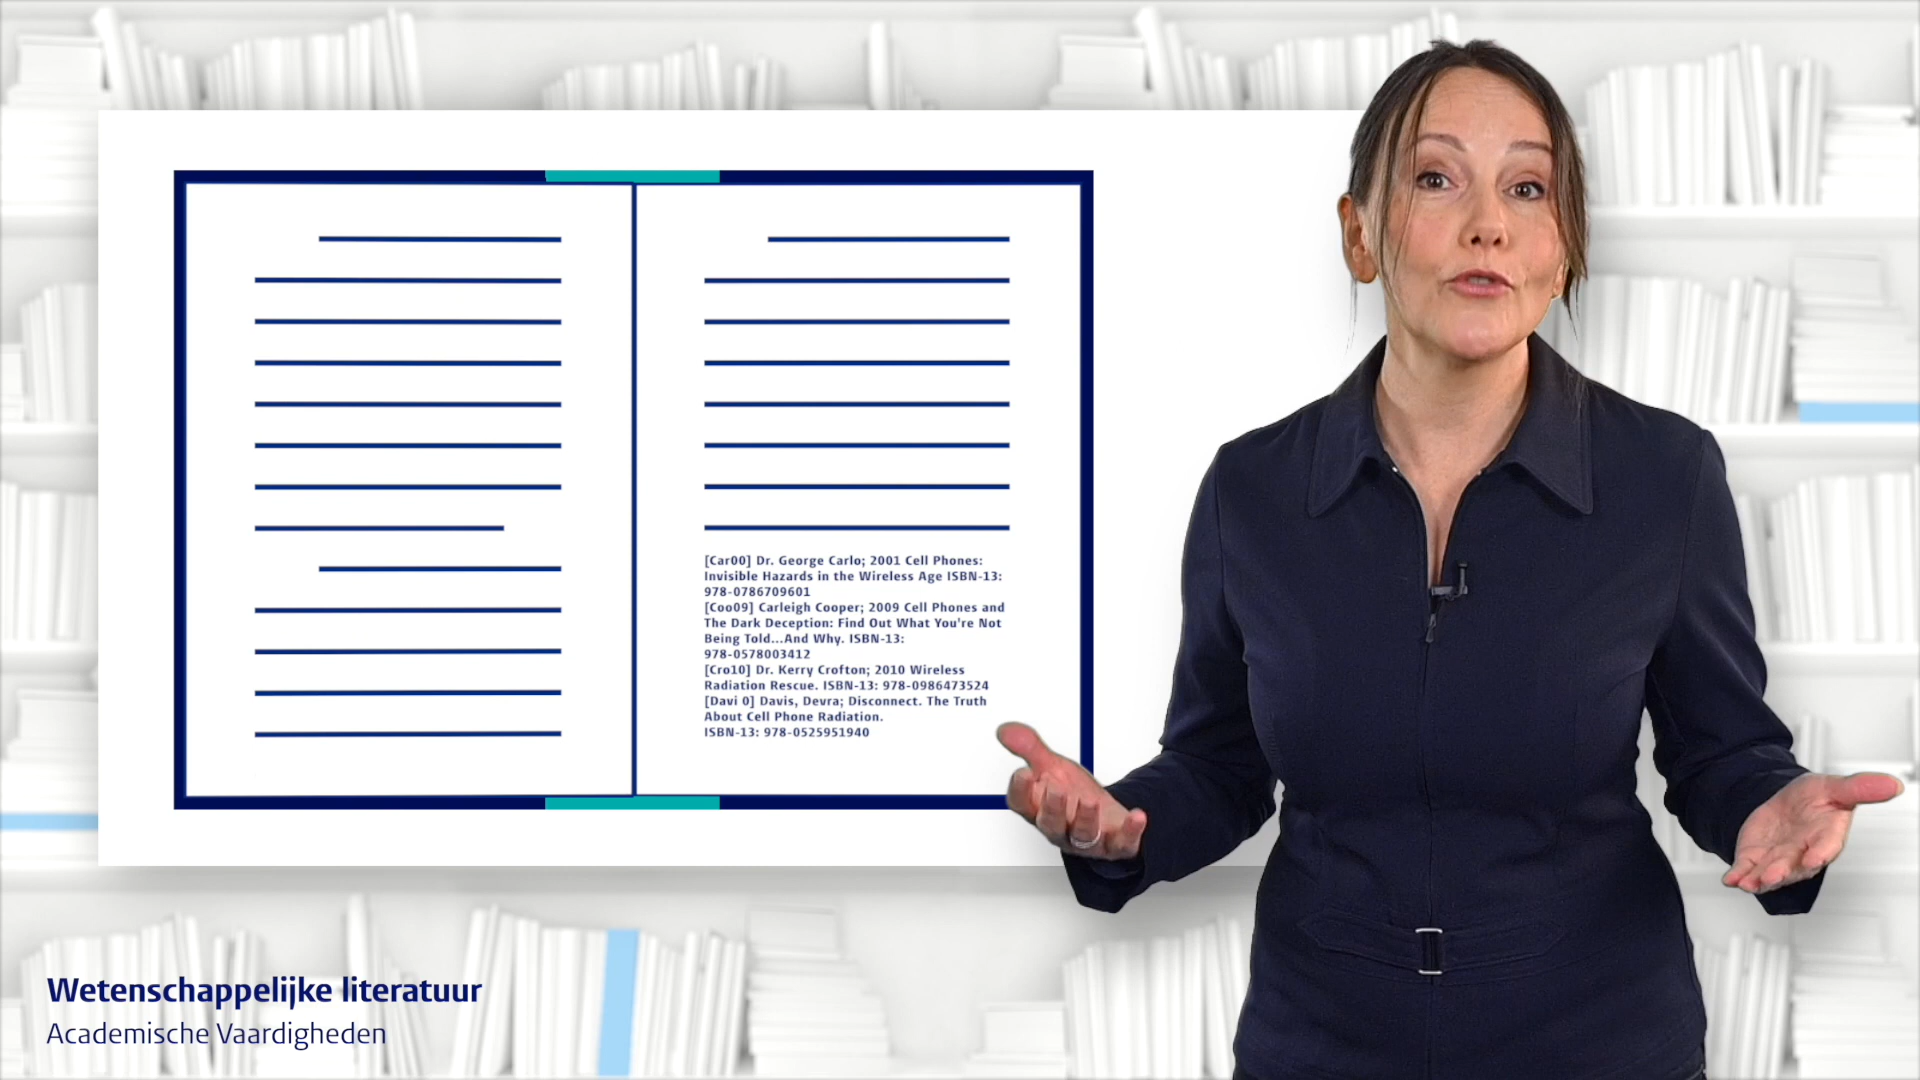 [Car00] Dr. George Carlo; 2001 Cell Phones:
Invisible Hazards in the Wireless Age ISBN-13:
978-0786709601
[Coo09] Carleigh Cooper; 2009 Cell Phones and
The Dark Deception: Find Out What You're Not
Being Told...And Why. ISBN-13:
978-0578003412
[Cro10] Dr. Kerry Crofton; 2010 Wireless
Radiation Rescue. ISBN-13: 978-0986473524
[Davi 0] Davis, Devra; Disconnect. The Truth
About Cell Phone Radiation.
ISBN-13: 978-0525951940
Wetenschappelijke literatuur
Academische Vaardigheden